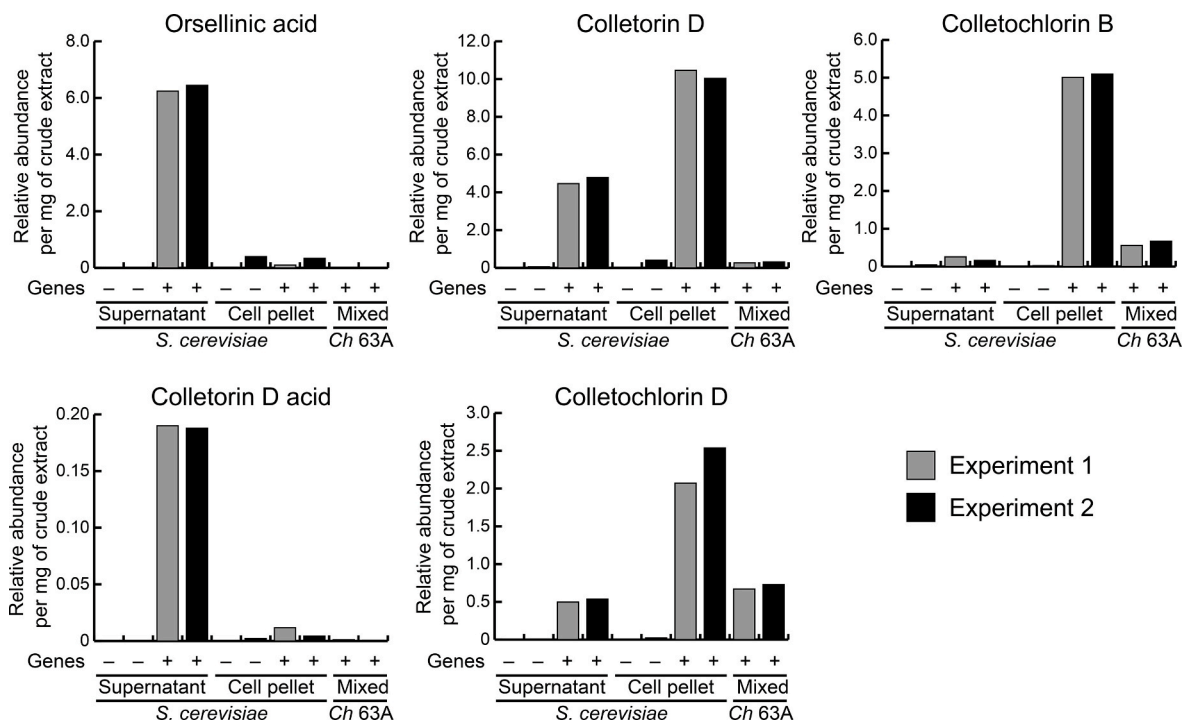 Orsellinic acid
Relative abundance
per mg of crude extract
8.0
6.0
4.0
2.0
0
Genes – – + + – – + + + +
Supernatant Cell pellet Mixed
S. cerevisiae Ch 63A
Colletorin D
Relative abundance
per mg of crude extract
12.0
10.0
8.0
6.0
4.0
2.0
0
Genes – – + + – – + + + +
Supernatant Cell pellet Mixed
S. cerevisiae Ch 63A
Colletochlorin B
Relative abundance
per mg of crude extract
6.0
5.0
4.0
3.0
2.0
1.0
0
Genes – – + + – – + + + +
Supernatant Cell pellet Mixed
S. cerevisiae Ch 63A
Colletorin D acid
Relative abundance
per mg of crude extract
0.20
0.15
0.10
0.05
0
Genes – – + + – – + + + +
Supernatant Cell pellet Mixed
S. cerevisiae Ch 63A
Colletochlorin D
Relative abundance
per mg of crude extract
3.0
2.5
2.0
1.5
1.0
0.5
0
Genes – – + + – – + + + +
Supernatant Cell pellet Mixed
S. cerevisiae Ch 63A
Experiment 1
Experiment 2